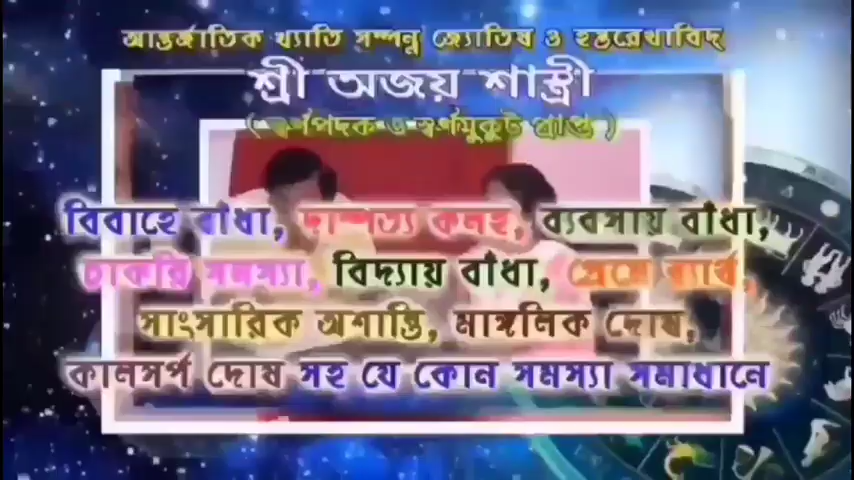 আন্তর্জাতিক খ্যাতি সম্পন্ন জ্যোতিষ ও হস্তরেখাবিদ্
শ্রী অজয় শাস্ত্রী
( স্বর্ণপদক ও স্বর্ণমুকুট প্রাপ্ত )
বিবাহে বাঁধা, দাম্পত্য কলহ, ব্যবসায় বাঁধা,
চাকরি সমস্যা, বিদ্যায় বাঁধা, প্রেমে ব্যার্থ,
সাংসারিক অশান্তি, মাঙ্গলিক দোষ,
কালসর্প দোষ সহ যে কোন সমস্যা সমাধানে